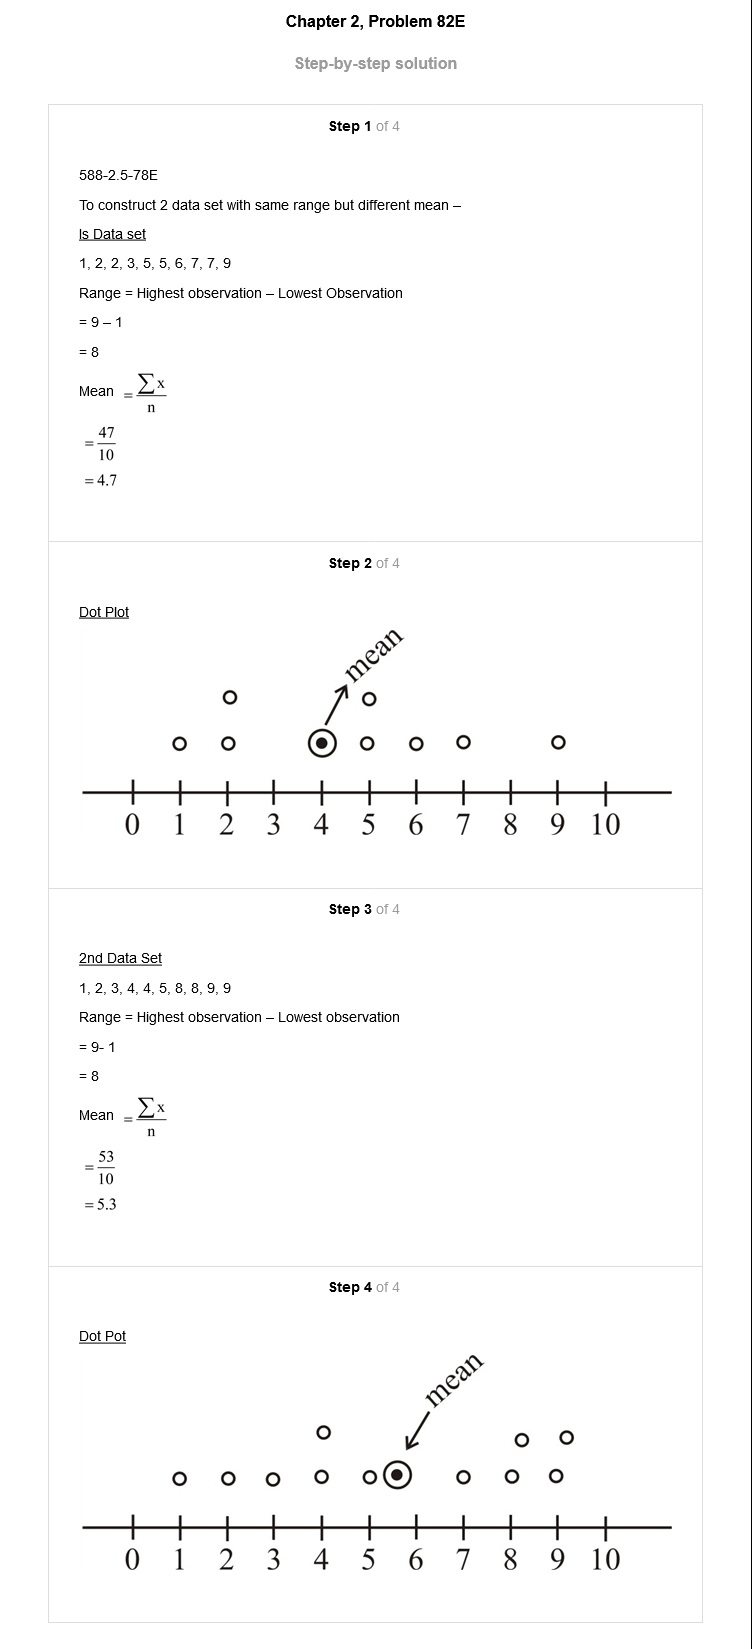 Chapter 2, Problem 82E
Step-by-step solution
Step 1 of 4
588-2.5-78E
To construct 2 data set with same range but different mean –
Is Data set
1, 2, 2, 3, 5, 5, 6, 7, 7, 9
Range = Highest observation – Lowest Observation
= 9 – 1
= 8
Mean = ∑x / n
= 47 / 10
= 4.7
Step 2 of 4
Dot Plot
mean
0 1 2 3 4 5 6 7 8 9 10
Step 3 of 4
2nd Data Set
1, 2, 3, 4, 4, 5, 8, 8, 9, 9
Range = Highest observation – Lowest observation
= 9- 1
= 8
Mean = ∑x / n
= 53 / 10
= 5.3
Step 4 of 4
Dot Pot
mean
0 1 2 3 4 5 6 7 8 9 10